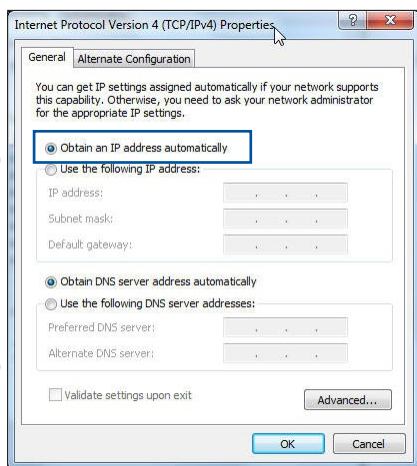 Internet Protocol Version 4 (TCP/IPv4) Properties
General
Alternate Configuration
You can get IP settings assigned automatically if your network supports
this capability. Otherwise, you need to ask your network administrator
for the appropriate IP settings.
Obtain an IP address automatically
Use the following IP address:
IP address:
Subnet mask:
Default gateway:
Obtain DNS server address automatically
Use the following DNS server addresses:
Preferred DNS server:
Alternate DNS server:
Validate settings upon exit
Advanced...
OK
Cancel